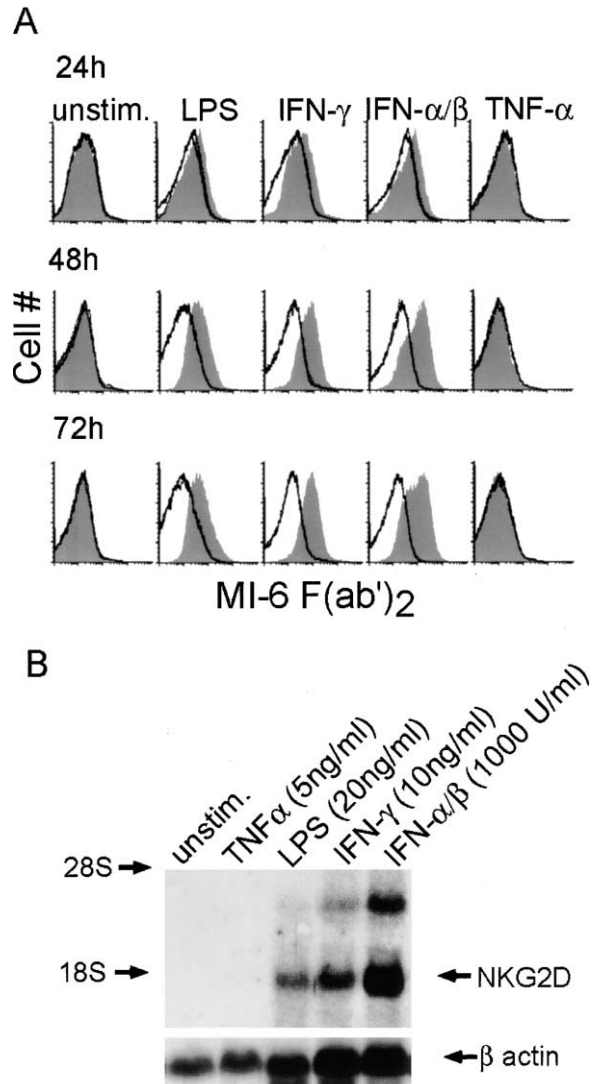 A
24h
unstim. LPS IFN-γ IFN-α/β TNF-α
48h
Cell #
72h
MI-6 F(ab')2
B
unstim.
TNFα (5ng/ml)
LPS (20ng/ml)
IFN-γ (10ng/ml)
IFN-α/β (1000 U/ml)
28S
18S
NKG2D
β actin